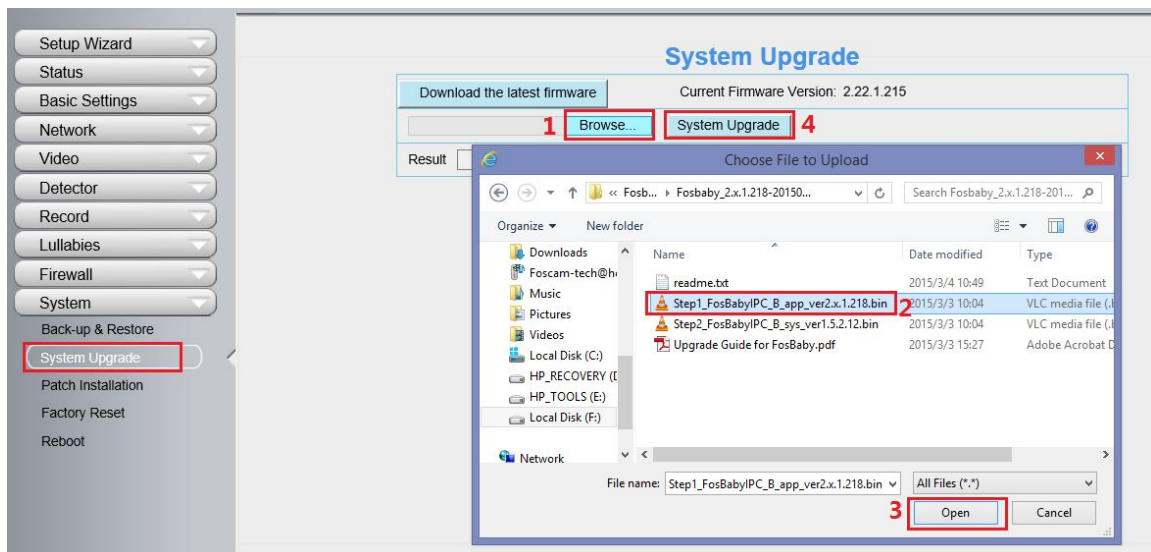 Setup Wizard
Status
Basic Settings
Network
Video
Detector
Record
Lullabies
Firewall
System
Back-up & Restore
System Upgrade
Patch Installation
Factory Reset
Reboot
System Upgrade
Download the latest firmware Current Firmware Version: 2.22.1.215
1 Browse... System Upgrade 4
Result
Choose File to Upload
« Fosb... Fosbaby_2.x.1.218-20150... Search Fosbaby_2.x.1.218-201...
Organize New folder
Downloads
Foscam-tech@h
Music
Pictures
Videos
Local Disk (C:)
HP_RECOVERY (D
HP_TOOLS (E:)
Local Disk (F:)
Network
Name Date modified Type
readme.txt 2015/3/4 10:49 Text Document
Step1_FosBabyIPC_B_app_ver2.x.1.218.bin 2 2015/3/3 10:04 VLC media file (.l
Step2_FosBabyIPC_B_sys_ver1.5.2.12.bin 2015/3/3 10:04 VLC media file (.l
Upgrade Guide for FosBaby.pdf 2015/3/3 15:27 Adobe Acrobat D
File name: Step1_FosBabyIPC_B_app_ver2.x.1.218.bin All Files (*.*)
3 Open Cancel